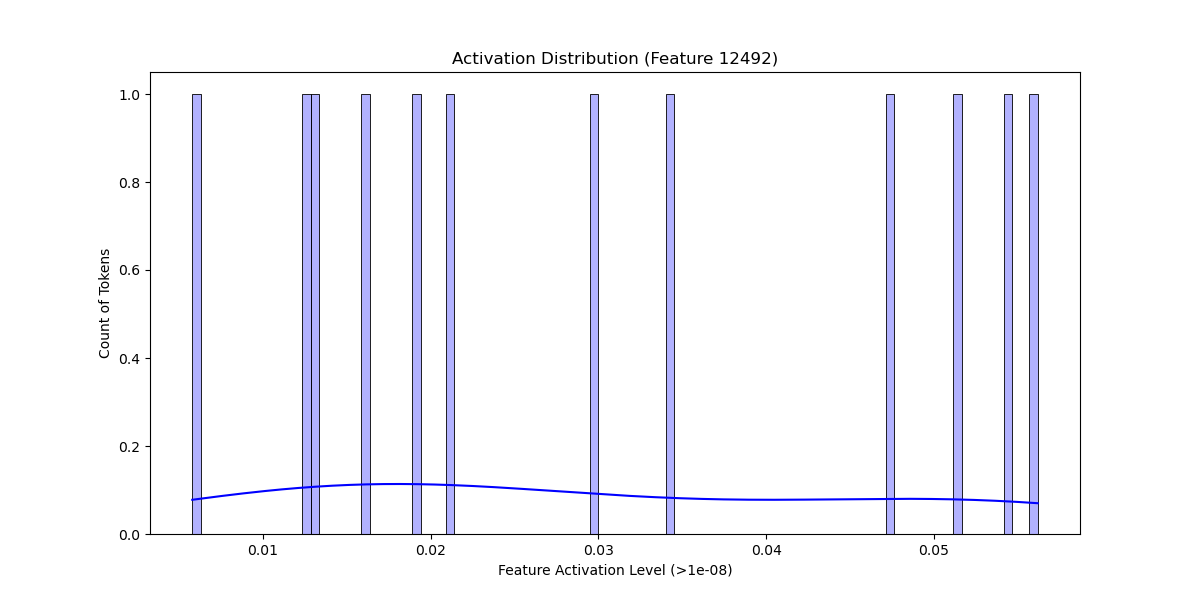 Activation Distribution (Feature 12492)
1.0
0.8
0.6
0.4
0.2
0.0
Count of Tokens
0.01 0.02 0.03 0.04 0.05
Feature Activation Level (>1e-08)